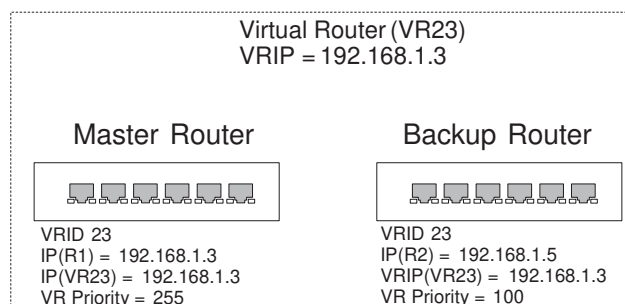 Virtual Router (VR23)
VRIP = 192.168.1.3
Master Router
Backup Router
VRID 23
IP(R1) = 192.168.1.3
IP(VR23) = 192.168.1.3
VR Priority = 255
VRID 23
IP(R2) = 192.168.1.5
VRIP(VR23) = 192.168.1.3
VR Priority = 100